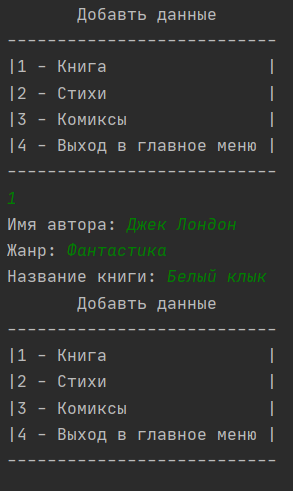 Добавть данные
---------------------------
|1 - Книга                |
|2 - Стихи                |
|3 - Комиксы              |
|4 - Выход в главное меню |
---------------------------
1
Имя автора: Джек Лондон
Жанр: Фантастика
Название книги: Белый клык
Добавть данные
---------------------------
|1 - Книга                |
|2 - Стихи                |
|3 - Комиксы              |
|4 - Выход в главное меню |
---------------------------